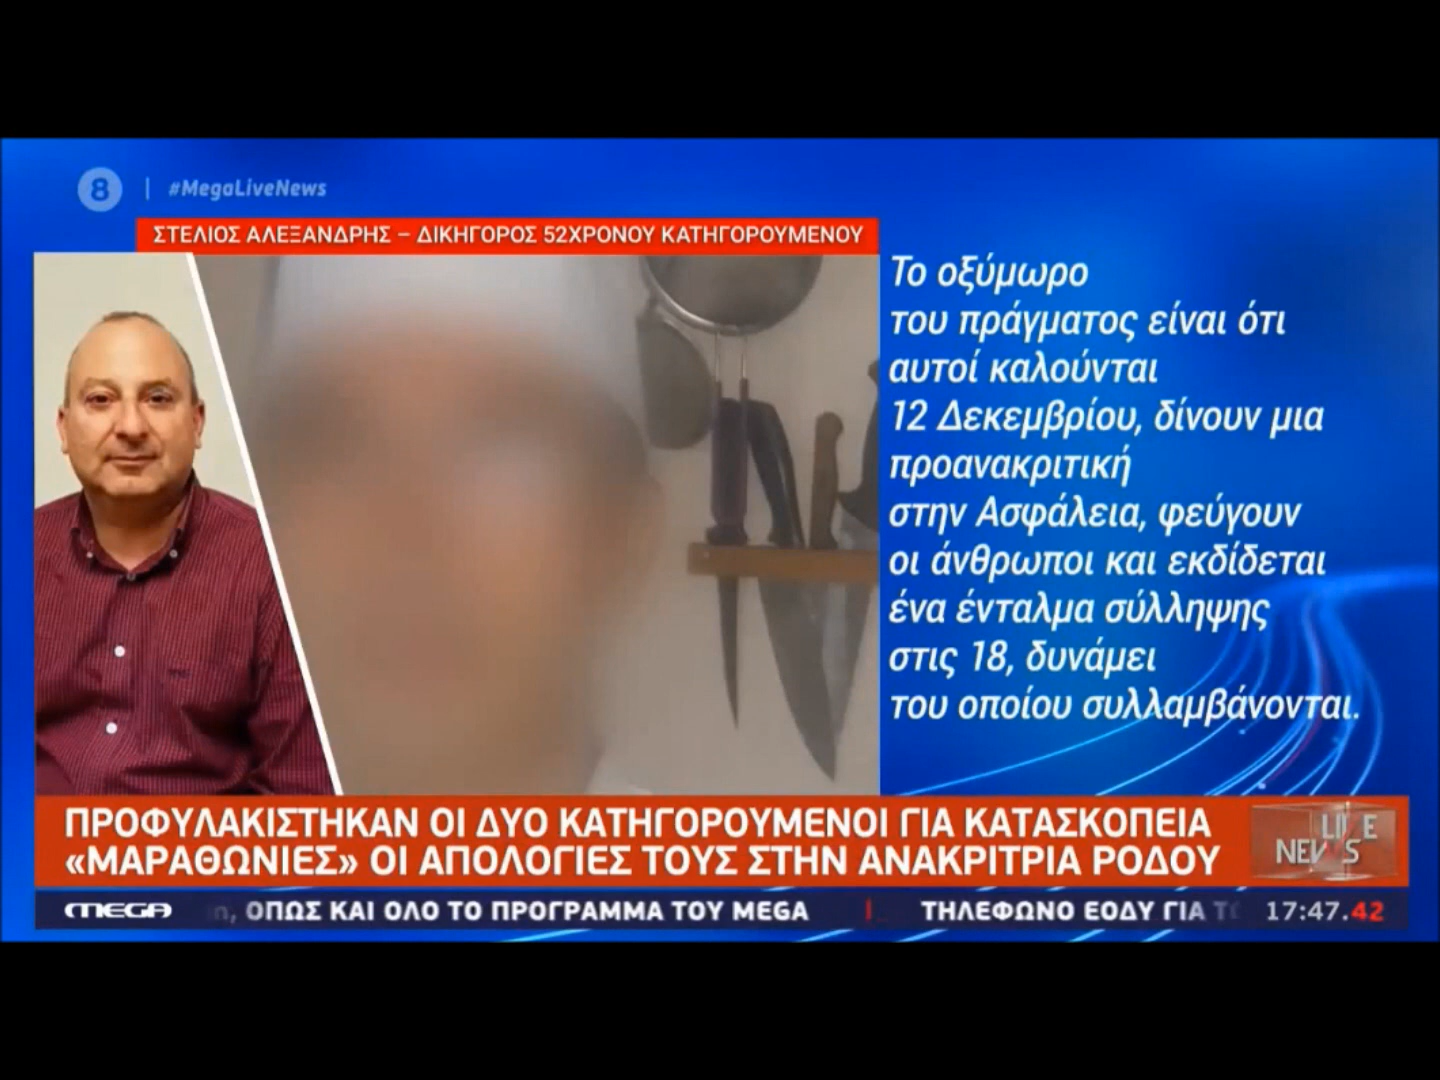 8 | #MegaLiveNews
ΣΤΕΛΙΟΣ ΑΛΕΞΑΝΔΡΗΣ – ΔΙΚΗΓΟΡΟΣ 52ΧΡΟΝΟΥ ΚΑΤΗΓΟΡΟΥΜΕΝΟΥ
Το οξύμωρο
του πράγματος είναι ότι
αυτοί καλούνται
12 Δεκεμβρίου, δίνουν μια
προανακριτική
στην Ασφάλεια, φεύγουν
οι άνθρωποι και εκδίδεται
ένα ένταλμα σύλληψης
στις 18, δυνάμει
του οποίου συλλαμβάνονται.
ΠΡΟΦΥΛΑΚΙΣΤΗΚΑΝ ΟΙ ΔΥΟ ΚΑΤΗΓΟΡΟΥΜΕΝΟΙ ΓΙΑ ΚΑΤΑΣΚΟΠΕΙΑ
«ΜΑΡΑΘΩΝΙΕΣ» ΟΙ ΑΠΟΛΟΓΙΕΣ ΤΟΥΣ ΣΤΗΝ ΑΝΑΚΡΙΤΡΙΑ ΡΟΔΟΥ
LIVE
NEWS
MEGA ΟΠΩΣ ΚΑΙ ΟΛΟ ΤΟ ΠΡΟΓΡΑΜΜΑ ΤΟΥ MEGA ΤΗΛΕΦΩΝΟ ΕΟΔΥ ΓΙΑ 17:47.42